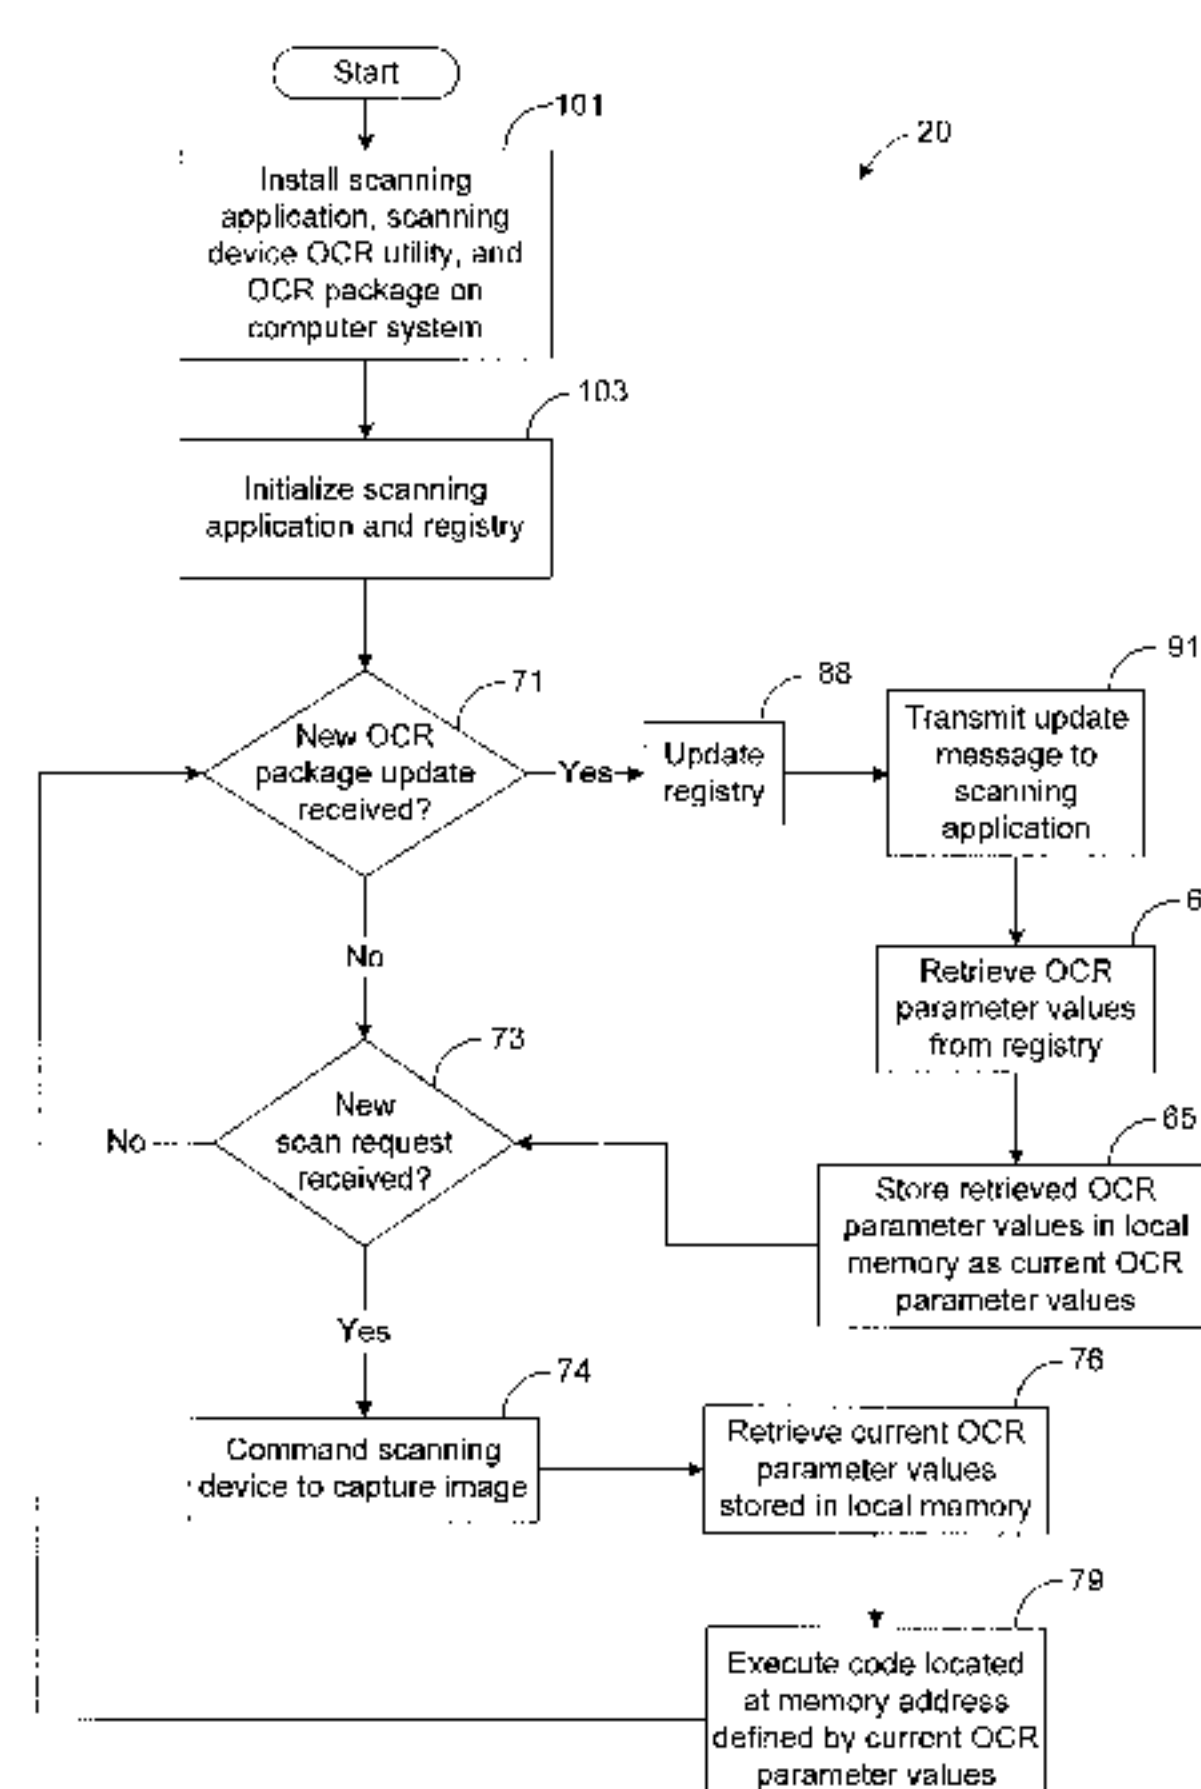 Start
101
20
Install scanning
application, scanning
device OCR utility, and
OCR package on
computer system
103
Initialize scanning
application and registry
71
New OCR
package update
received?
Yes
88
Update
registry
91
Transmit update
message to
scanning
application
No
6
Retrieve OCR
parameter values
from registry
73
New
scan request
received?
No
65
Store retrieved OCR
parameter values in local
memory as current OCR
parameter values
Yes
74
Command scanning
device to capture image
76
Retrieve current OCR
parameter values
stored in local memory
79
Execute code located
at memory address
defined by current OCR
parameter values